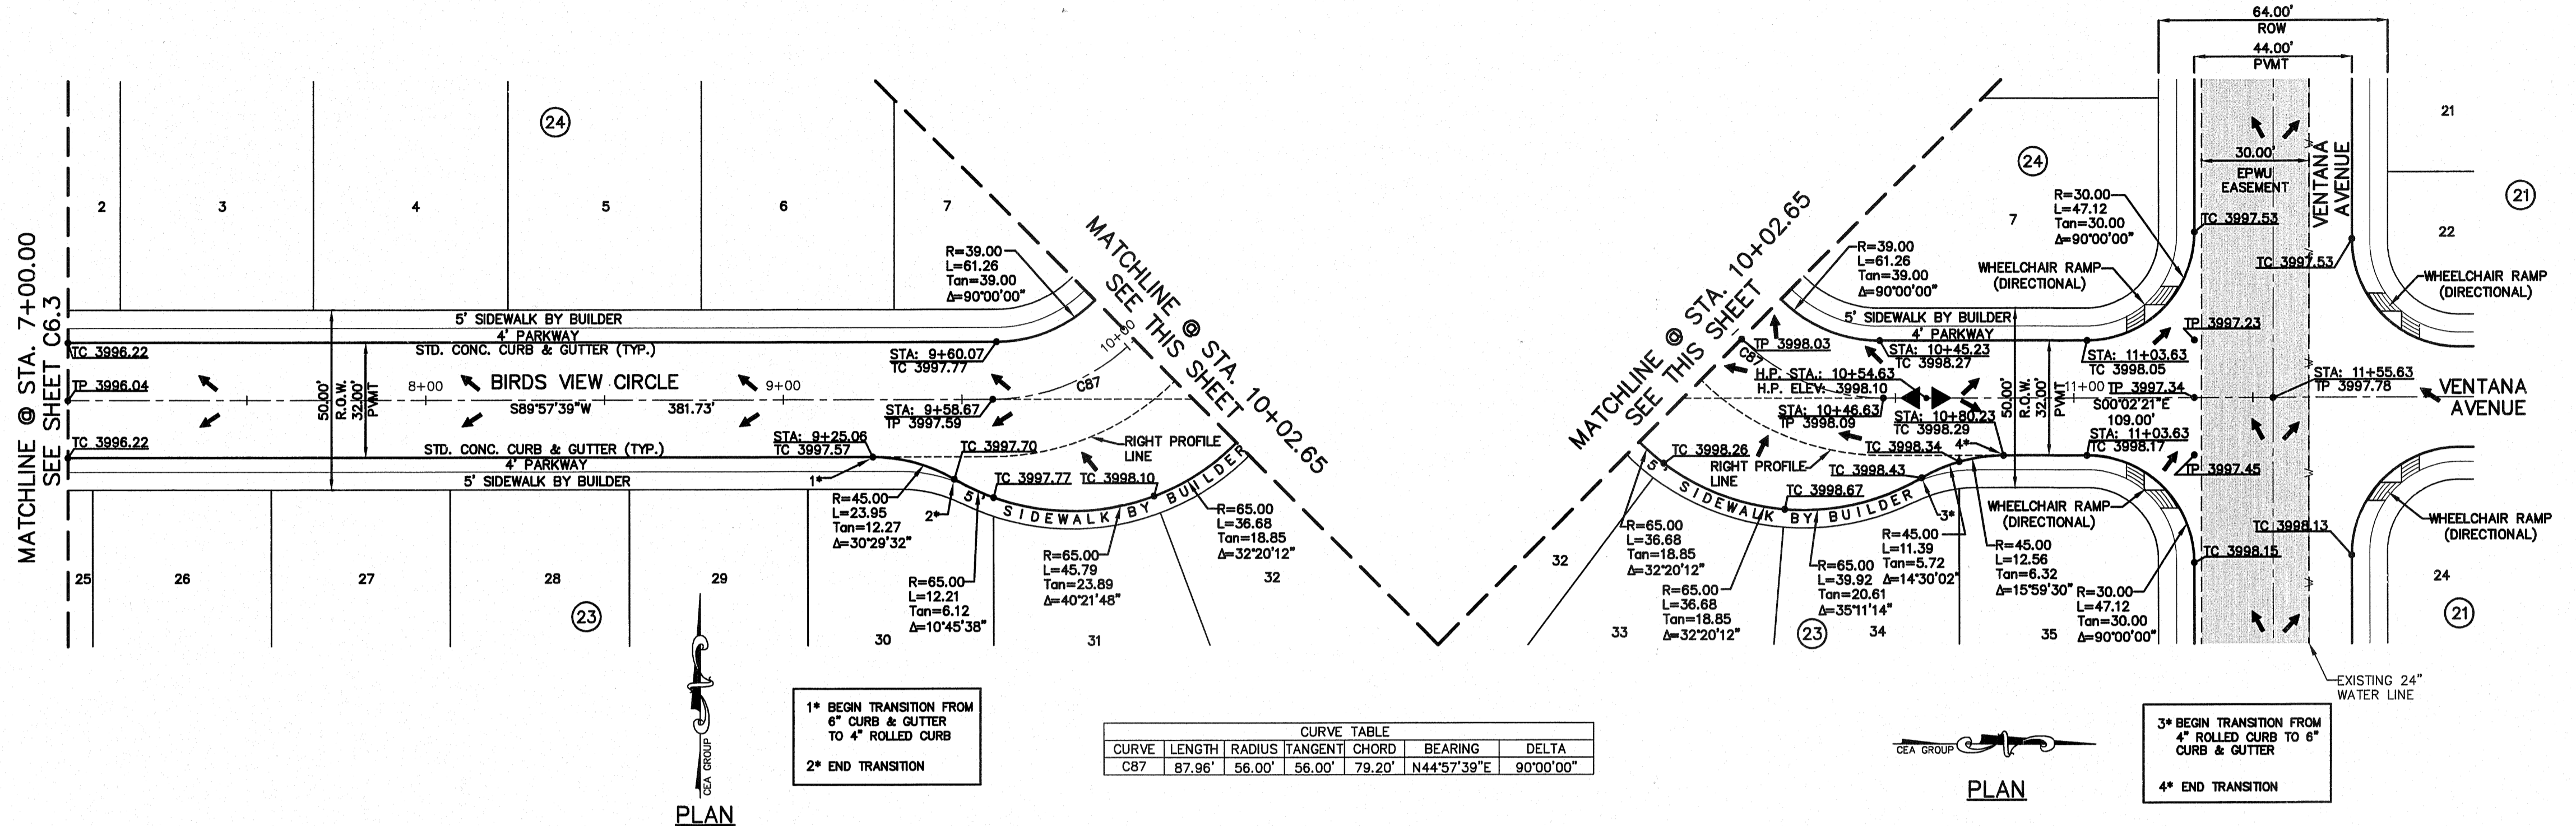 MATCHLINE @ STA. 7+00.00
SEE SHEET C6.3
24
2
3
4
5
6
7
R=39.00
L=61.26
Tan=39.00
Δ=90°00'00"
5' SIDEWALK BY BUILDER
4' PARKWAY
STD. CONC. CURB & GUTTER (TYP.)
TC 3996.22
TP 3996.04
TC 3996.22
50.00'
R.O.W.
32.00'
PVMT
8+00
BIRDS VIEW CIRCLE
9+00
S89°57'39"W
381.73'
STA: 9+60.07
TC 3997.77
STA: 9+58.67
TP 3997.59
10+00
C87
STA: 9+25.06
TC 3997.57
TC 3997.70
RIGHT PROFILE
LINE
STD. CONC. CURB & GUTTER (TYP.)
4' PARKWAY
5' SIDEWALK BY BUILDER
1*
2*
TC 3997.77
TC 3998.10
5' SIDEWALK BY BUILDER
R=45.00
L=23.95
Tan=12.27
Δ=30°29'32"
R=65.00
L=12.21
Tan=6.12
Δ=10°45'38"
R=65.00
L=45.79
Tan=23.89
Δ=40°21'48"
R=65.00
L=36.68
Tan=18.85
Δ=32°20'12"
25
26
27
28
29
30
31
32
23
MATCHLINE @ STA. 10+02.65
SEE THIS SHEET
MATCHLINE @ STA. 10+02.65
SEE THIS SHEET
24
7
R=39.00
L=61.26
Tan=39.00
Δ=90°00'00"
WHEELCHAIR RAMP
(DIRECTIONAL)
R=30.00
L=47.12
Tan=30.00
Δ=90°00'00"
64.00'
ROW
44.00'
PVMT
30.00'
EPWU
EASEMENT
VENTANA
AVENUE
21
21
22
TC 3997.53
TC 3997.53
WHEELCHAIR RAMP
(DIRECTIONAL)
5' SIDEWALK BY BUILDER
4' PARKWAY
TP 3998.03
C87
STA: 10+45.23
TC 3998.27
H.P. STA.: 10+54.63
H.P. ELEV: 3998.10
STA: 10+46.63
TP 3998.09
STA: 10+80.23
TC 3998.29
50.00'
R.O.W.
32.00'
PVMT
STA: 11+03.63
TC 3998.05
11+00
TP 3997.23
TP 3997.34
S00°02'21"E
109.00'
STA: 11+03.63
TC 3998.17
TP 3997.45
STA: 11+55.63
TP 3997.78
VENTANA
AVENUE
TC 3998.26
RIGHT PROFILE
LINE
TC 3998.34
4*
TC 3998.43
TC 3998.67
3*
5' SIDEWALK BY BUILDER
WHEELCHAIR RAMP
(DIRECTIONAL)
TC 3998.13
TC 3998.15
WHEELCHAIR RAMP
(DIRECTIONAL)
R=65.00
L=36.68
Tan=18.85
Δ=32°20'12"
R=65.00
L=36.68
Tan=18.85
Δ=32°20'12"
R=65.00
L=39.92
Tan=20.61
Δ=35°11'14"
R=45.00
L=11.39
Tan=5.72
Δ=14°30'02"
R=45.00
L=12.56
Tan=6.32
Δ=15°59'30"
R=30.00
L=47.12
Tan=30.00
Δ=90°00'00"
32
33
23
34
35
24
21
EXISTING 24"
WATER LINE
CEA GROUP
PLAN
1* BEGIN TRANSITION FROM
6" CURB & GUTTER
TO 4" ROLLED CURB
2* END TRANSITION
CURVE TABLE
CURVE LENGTH RADIUS TANGENT CHORD BEARING DELTA
C87 87.96' 56.00' 56.00' 79.20' N44°57'39"E 90°00'00"
CEA GROUP
PLAN
3* BEGIN TRANSITION FROM
4" ROLLED CURB TO 6"
CURB & GUTTER
4* END TRANSITION